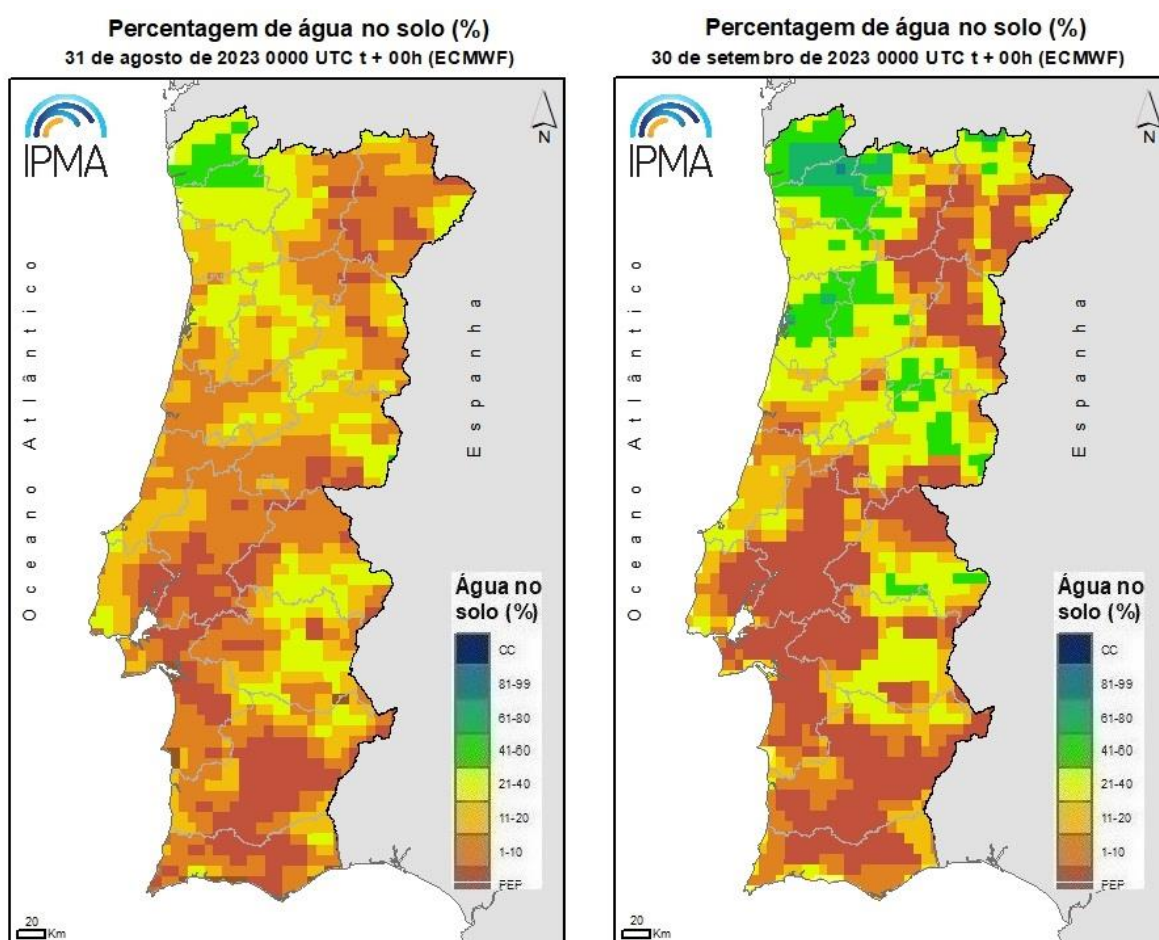 Percentagem de água no solo (%)
31 de agosto de 2023 0000 UTC t + 00h (ECMWF)
IPMA
N
Oceano Atlântico
Espanha
Água no
solo (%)
CC
81-99
61-80
41-60
21-40
11-20
1-10
PEP
20
Km
Percentagem de água no solo (%)
30 de setembro de 2023 0000 UTC t + 00h (ECMWF)
IPMA
N
Oceano Atlântico
Espanha
Água no
solo (%)
CC
81-99
61-80
41-60
21-40
11-20
1-10
PEP
20
Km